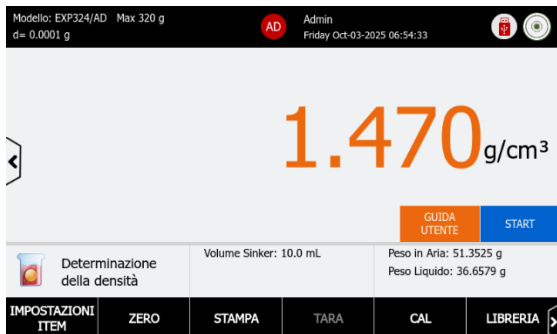 Modello: EXP324/AD Max 320 g
d= 0.0001 g
AD
Admin
Friday Oct-03-2025 06:54:33
1.470 g/cm³
GUIDA
UTENTE
START
Determinazione
della densità
Volume Sinker: 10.0 mL
Peso in Aria: 51.3525 g
Peso Liquido: 36.6579 g
IMPOSTAZIONI
ITEM
ZERO
STAMPA
TARA
CAL
LIBRERIA